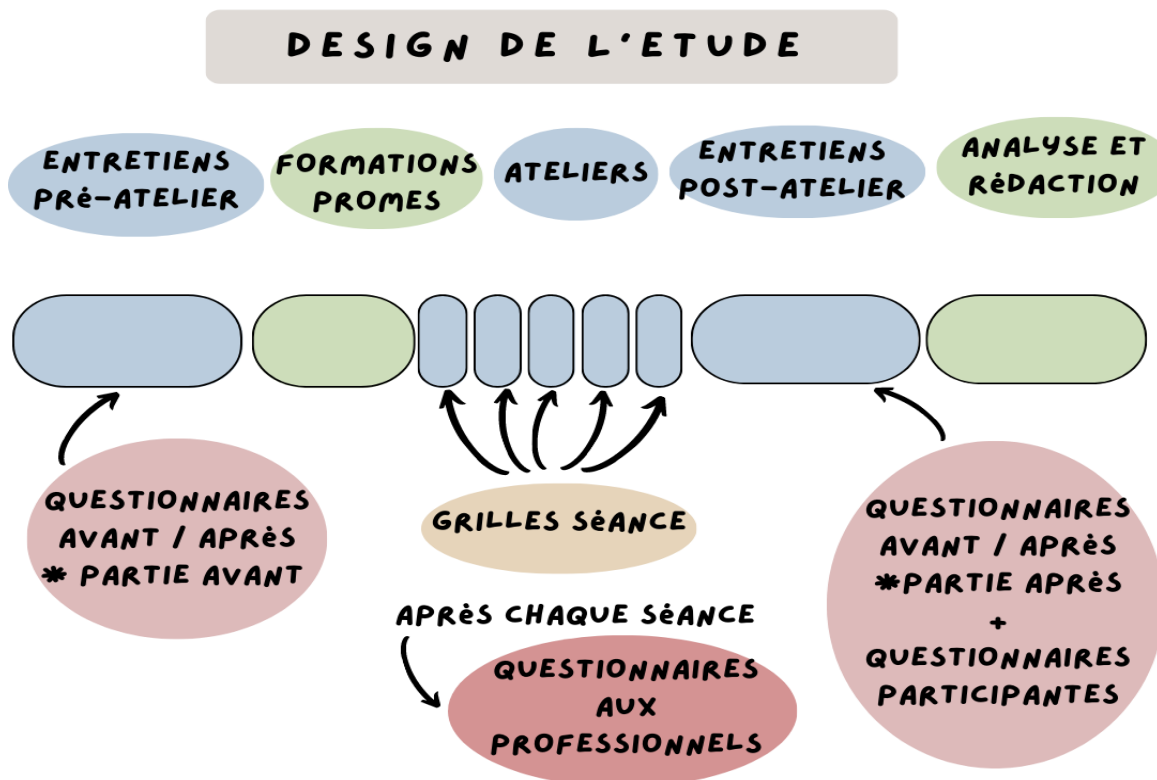 DESIGN DE L'ETUDE
ENTRETIENS
PRé-ATELIER
FORMATIONS
PROMES
ATELIERS
ENTRETIENS
POST-ATELIER
ANALYSE ET
RéDACTION
QUESTIONNAIRES
AVANT / APRèS
* PARTIE AVANT
GRILLES SéANCE
APRèS CHAQUE SéANCE
QUESTIONNAIRES
AUX
PROFESSIONNELS
QUESTIONNAIRES
AVANT / APRèS
*PARTIE APRèS
+
QUESTIONNAIRES
PARTICIPANTES